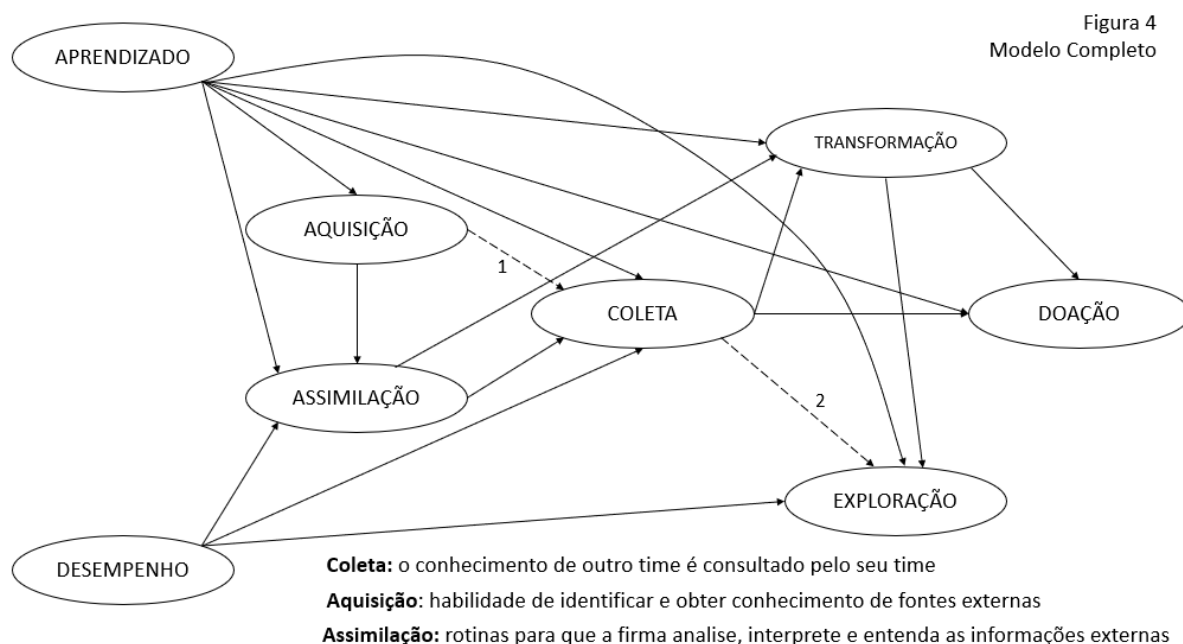 Figura 4
Modelo Completo
APRENDIZADO
TRANSFORMAÇÃO
AQUISIÇÃO
1
COLETA
DOAÇÃO
ASSIMILAÇÃO
2
EXPLORAÇÃO
DESEMPENHO
Coleta: o conhecimento de outro time é consultado pelo seu time
Aquisição: habilidade de identificar e obter conhecimento de fontes externas
Assimilação: rotinas para que a firma analise, interprete e entenda as informações externas